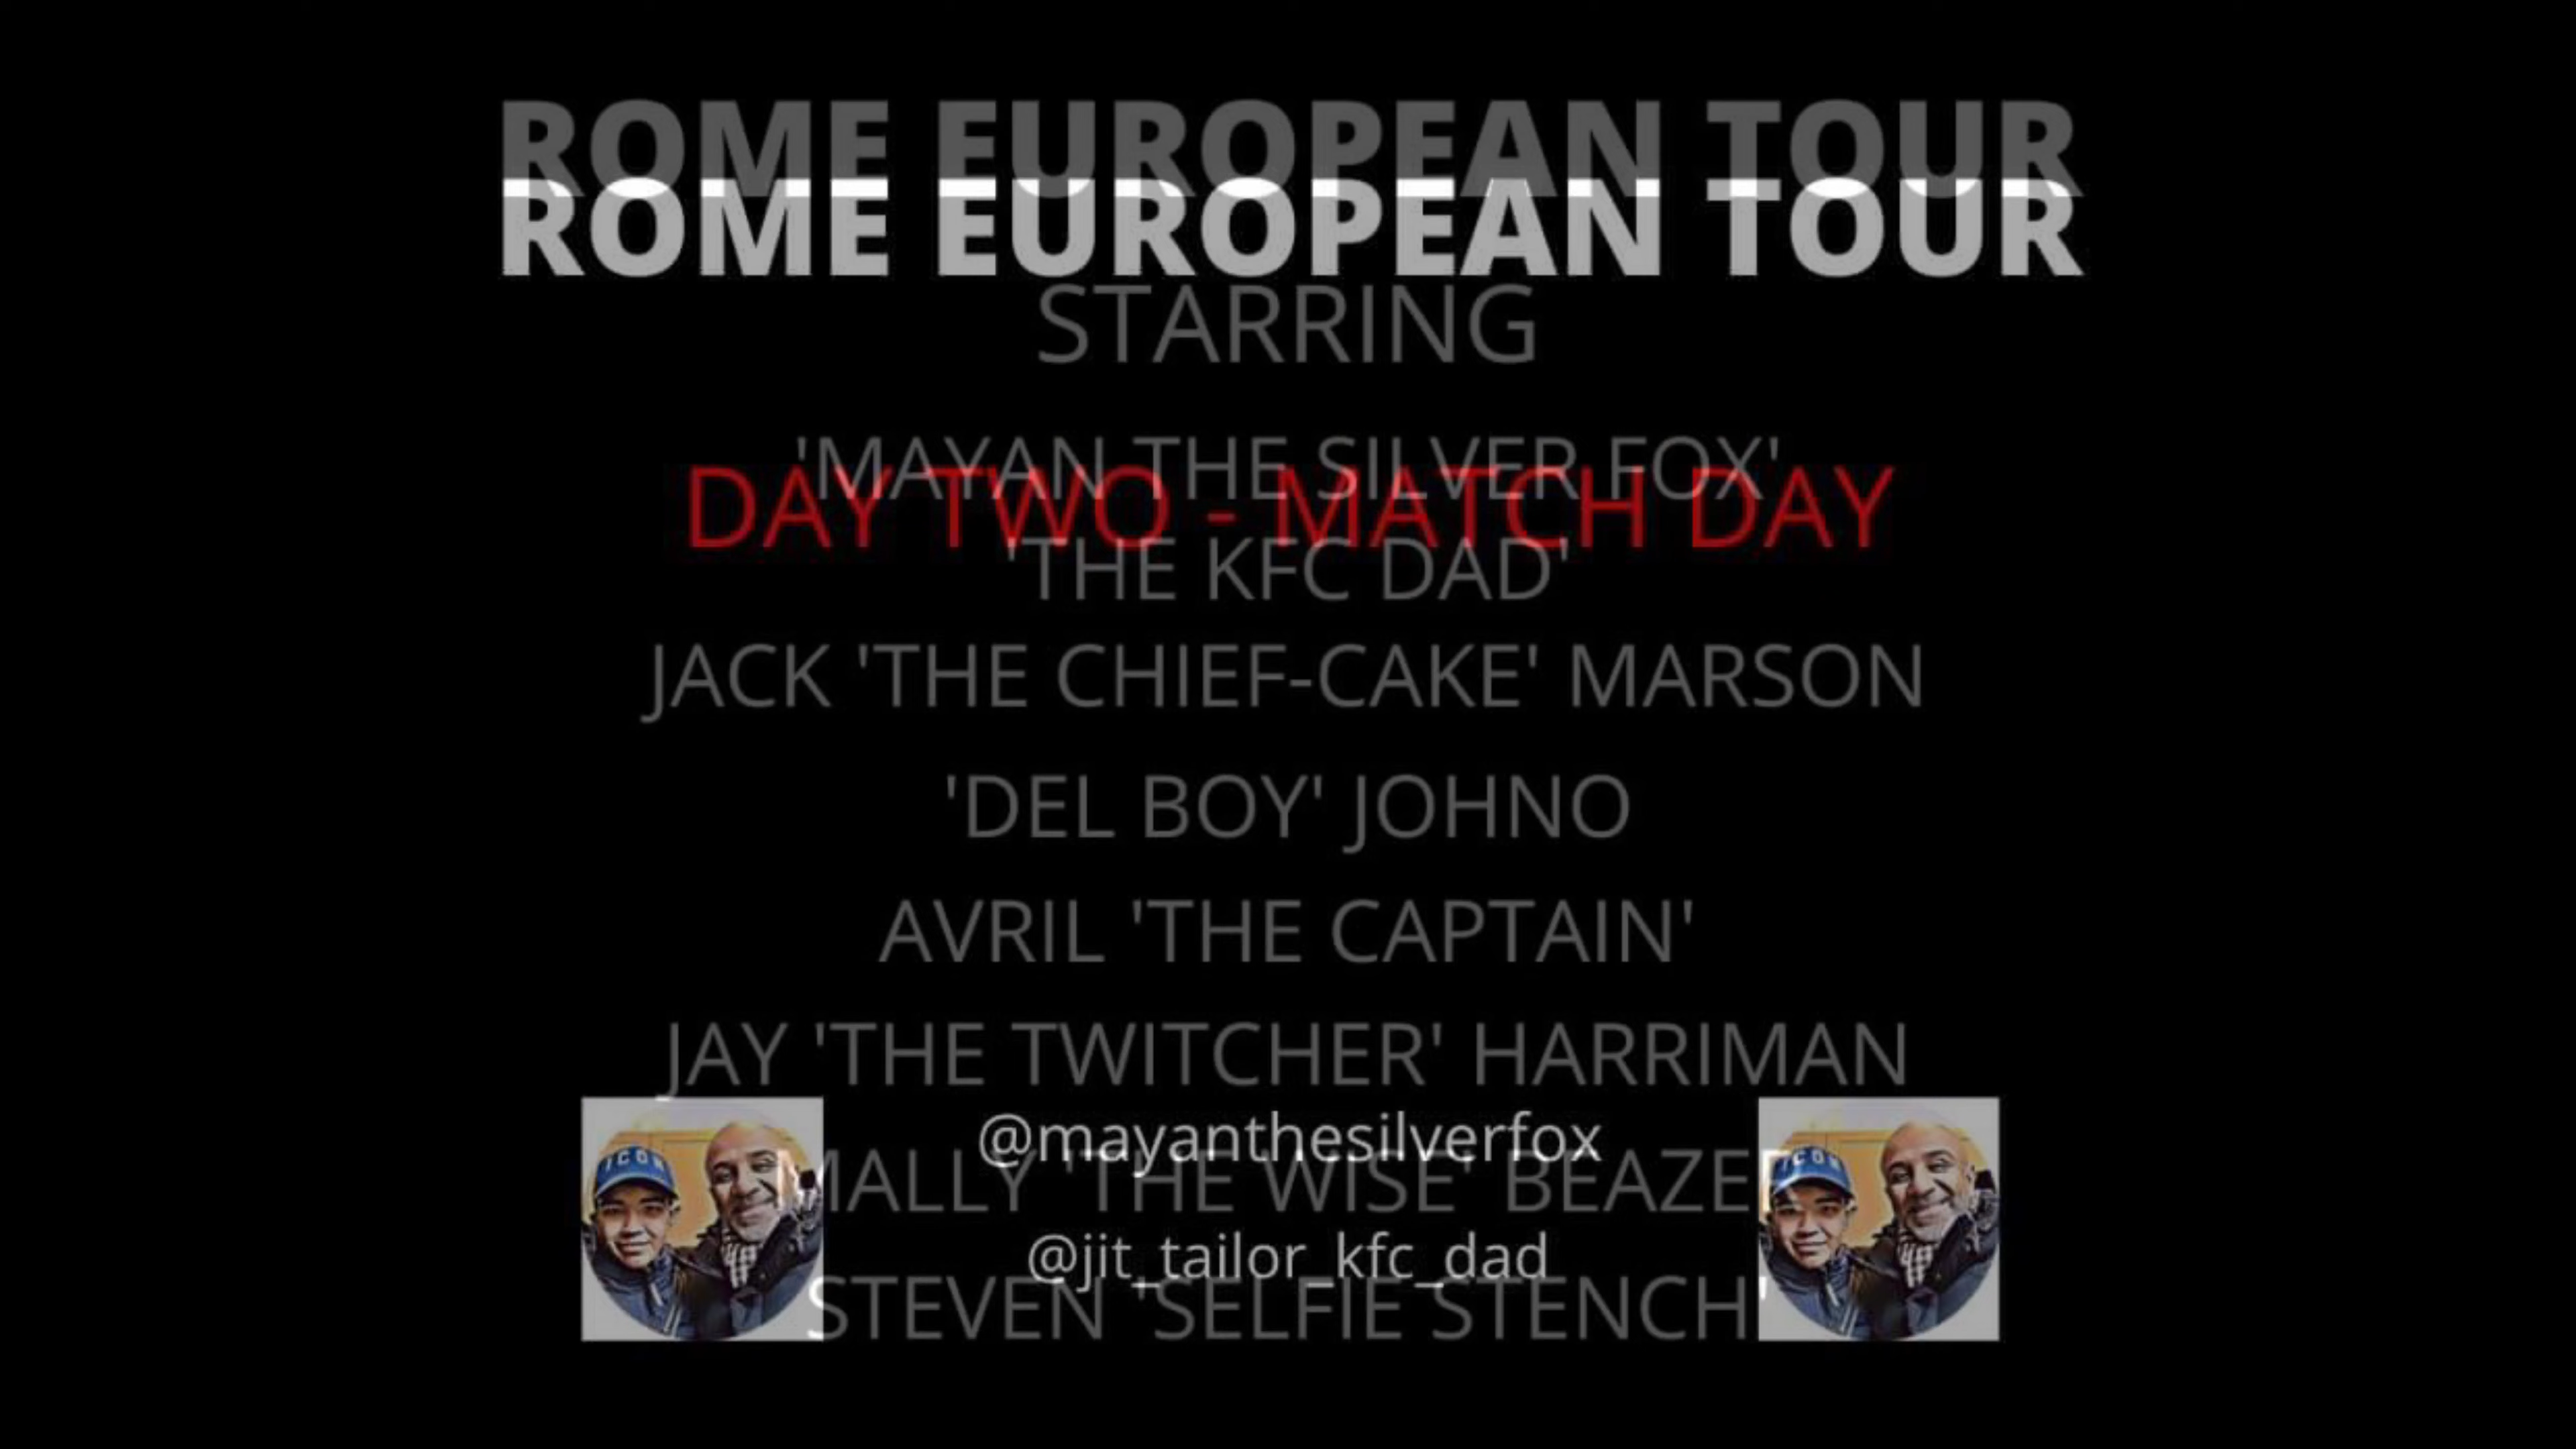 ROME EUROPEAN TOUR
ROME EUROPEAN TOUR
STARRING
'MAYAN THE SILVER FOX'
DAY TWO - MATCH DAY
'THE KFC DAD'
JACK 'THE CHIEF-CAKE' MARSON
'DEL BOY' JOHNO
AVRIL 'THE CAPTAIN'
JAY 'THE TWITCHER' HARRIMAN
@mayanthesilverfox
ICON
MALLY 'THE WISE'
ICON
@jit_tailor_kfc_dad
STEVEN 'SELFIE STENCH'